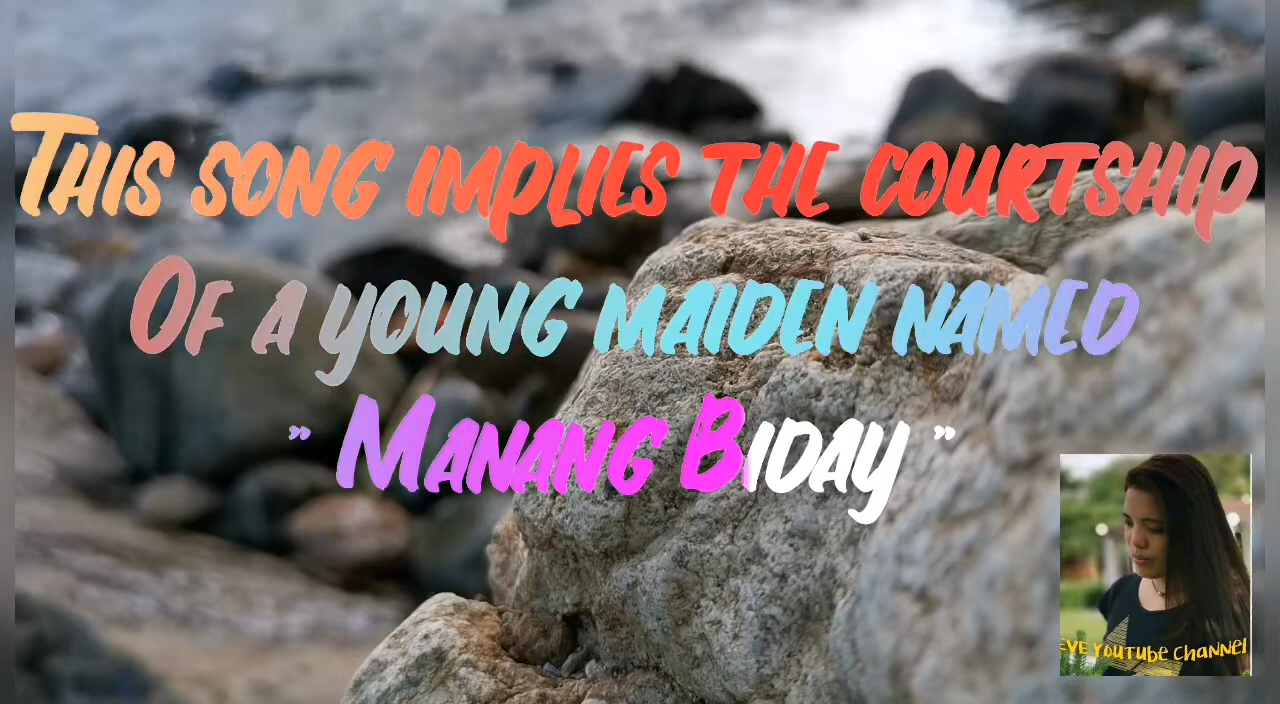 This song implies the courtship
Of a young maiden named
" Manang Biday "
EVE YouTube Channel